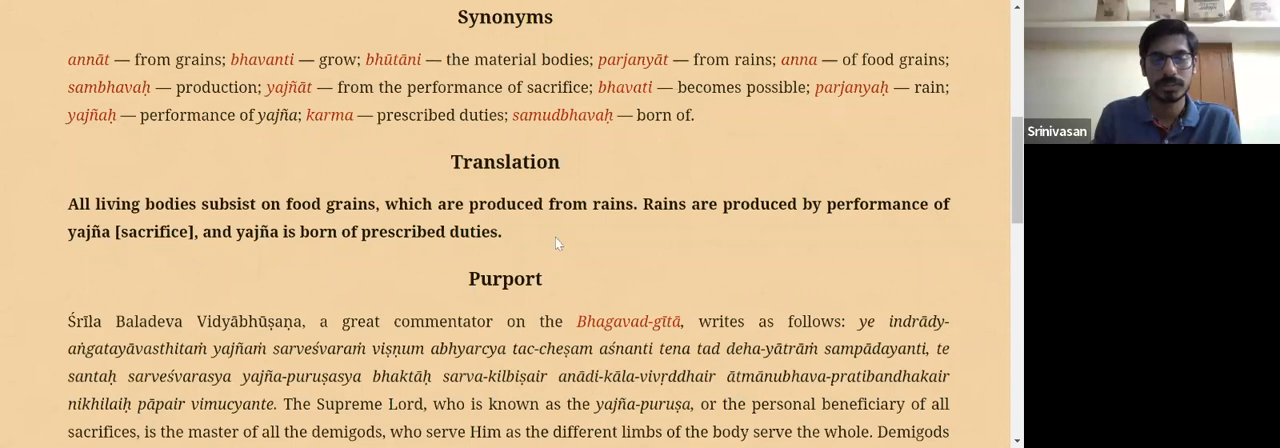 Synonyms
annāt — from grains; bhavanti — grow; bhūtāni — the material bodies; parjanyāt — from rains; anna — of food grains;
sambhavaḥ — production; yajñāt — from the performance of sacrifice; bhavati — becomes possible; parjanyaḥ — rain;
yajñaḥ — performance of yajña; karma — prescribed duties; samudbhavaḥ — born of.
Translation
All living bodies subsist on food grains, which are produced from rains. Rains are produced by performance of
yajña [sacrifice], and yajña is born of prescribed duties.
Purport
Śrīla Baladeva Vidyābhūṣaṇa, a great commentator on the Bhagavad-gītā, writes as follows: ye indrādy-
aṅgatayāvasthitaṁ yajñaṁ sarveśvaraṁ viṣṇum abhyarcya tac-cheṣam aśnanti tena tad deha-yātrāṁ sampādayanti, te
santaḥ sarveśvarasya yajña-puruṣasya bhaktāḥ sarva-kilbiṣair anādi-kāla-vivṛddhair ātmānubhava-pratibandhakair
nikhilaiḥ pāpair vimucyante. The Supreme Lord, who is known as the yajña-puruṣa, or the personal beneficiary of all
sacrifices, is the master of all the demigods, who serve Him as the different limbs of the body serve the whole. Demigods
Srinivasan